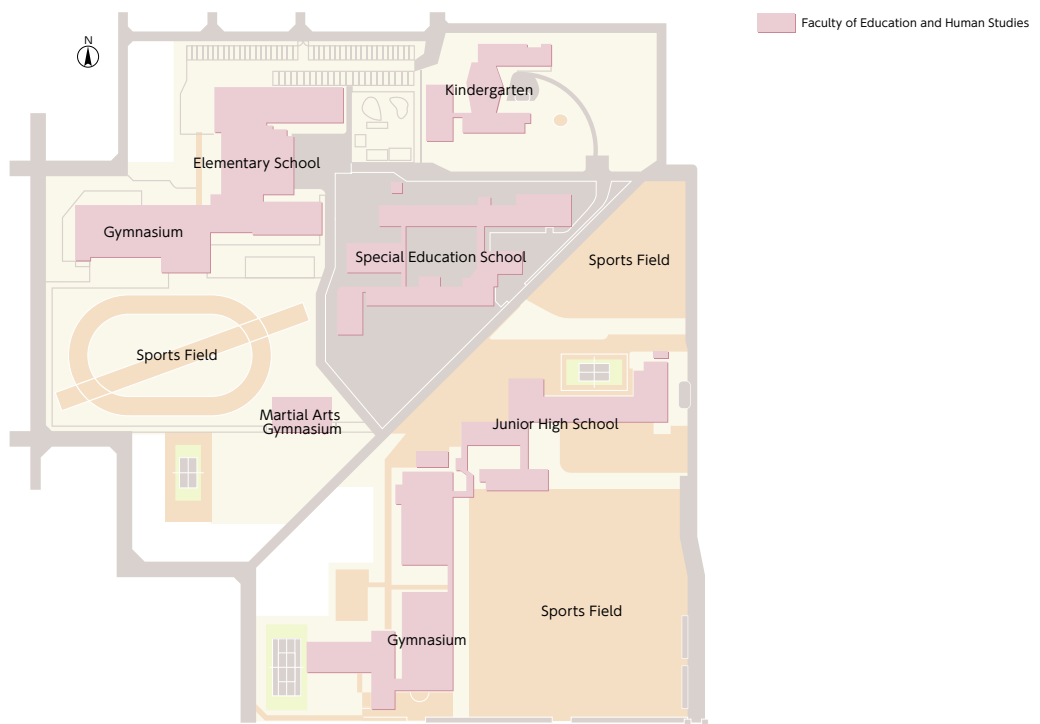 Faculty of Education and Human Studies
N
Kindergarten
Elementary School
Gymnasium
Special Education School
Sports Field
Sports Field
Martial Arts
Gymnasium
Junior High School
Sports Field
Gymnasium